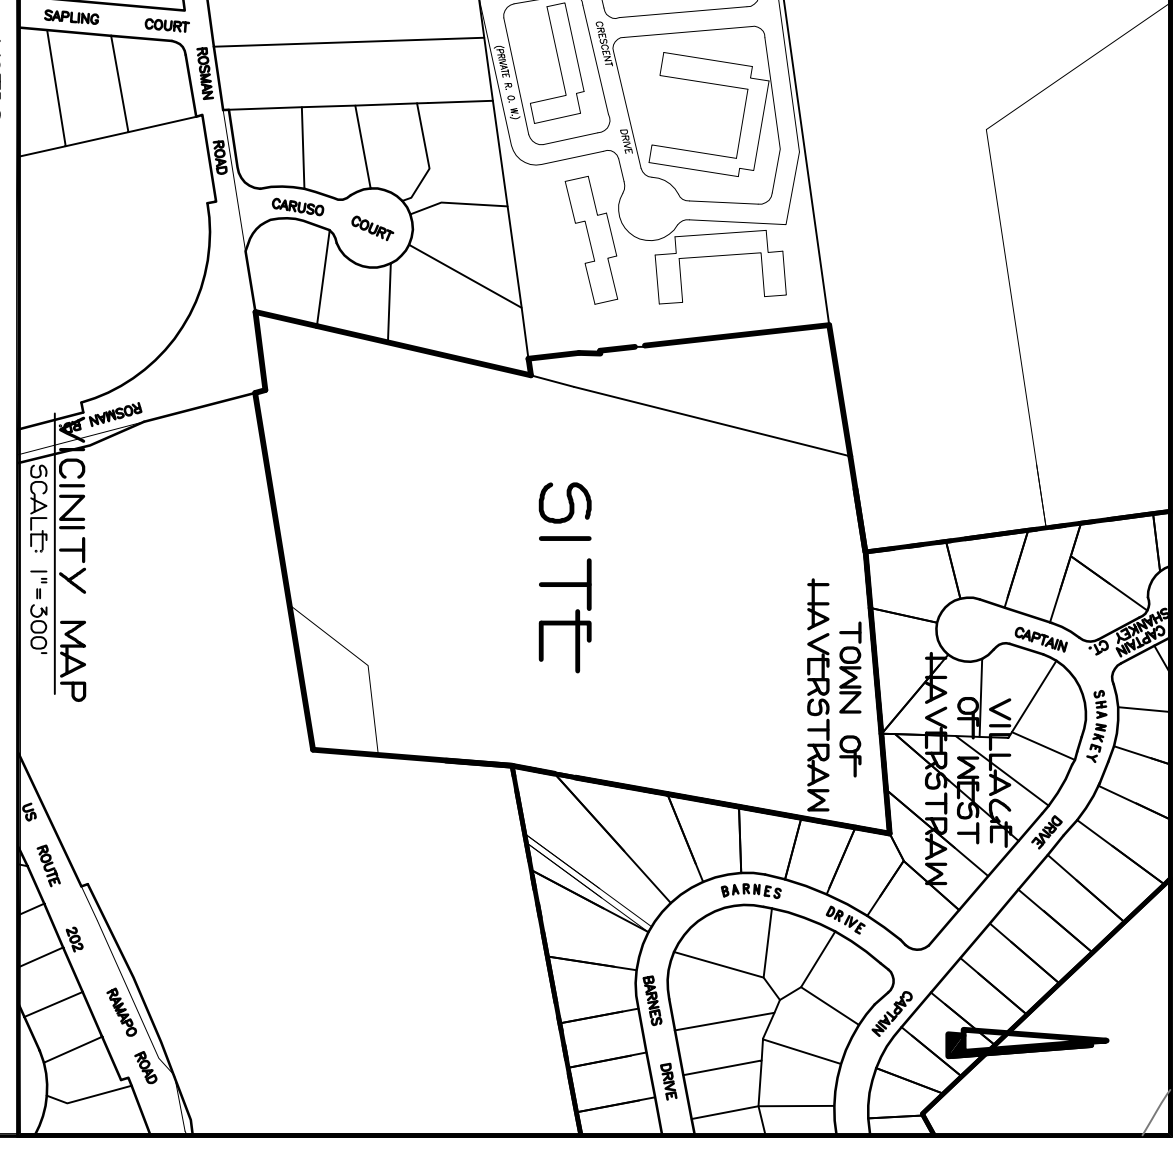 SAPLING COURT
ROSMAN ROAD
CARUSO COURT
(PRIVATE R. O. W.)
CRESCENT DRIVE
ROSMAN RD.
SITE
TOWN OF
HAVERSTRAW
VILLAGE
OF WEST
HAVERSTRAW
CAPTAIN
SHANKEY CT.
CAPTAIN SHANKEY DRIVE
BARNES DRIVE
BARNES DRIVE
CAPTAIN
US ROUTE 202
RAMAPO ROAD
VICINITY MAP
SCALE: 1"=300'